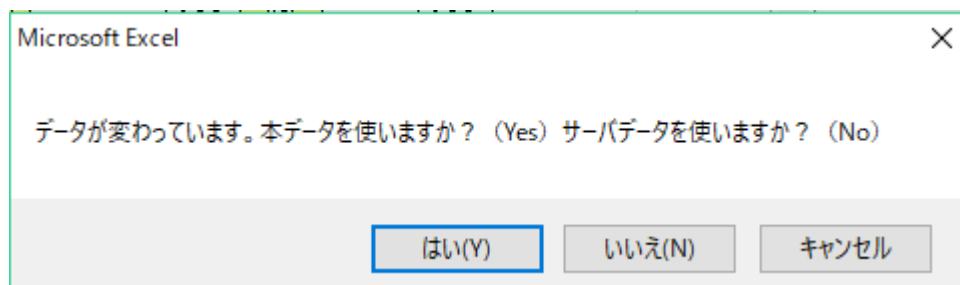 Microsoft Excel
データが変わっています。本データを使いますか？（Yes）サーバデータを使いますか？（No）
はい(Y)
いいえ(N)
キャンセル